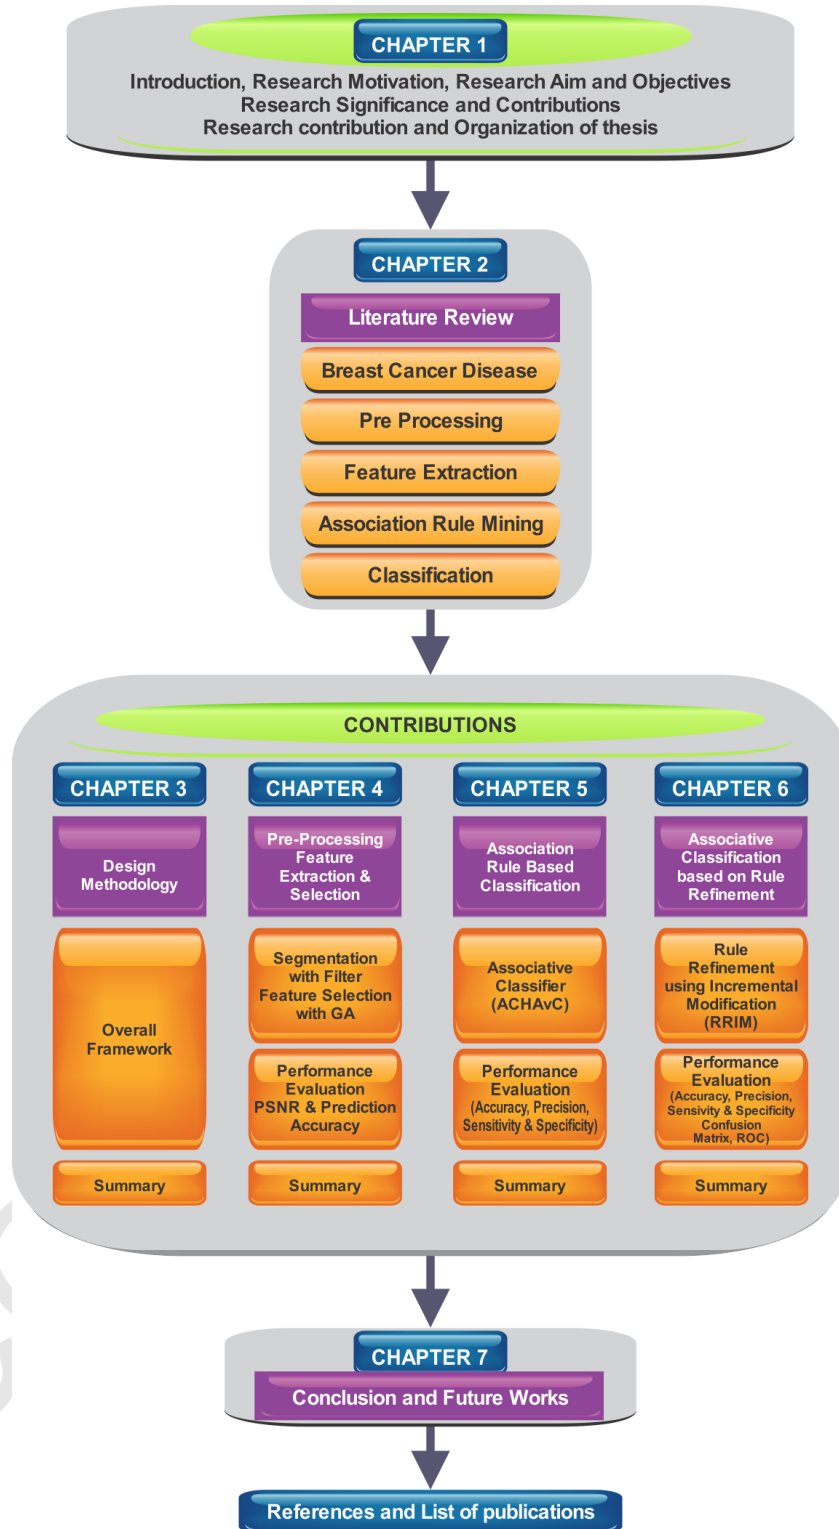 CHAPTER 1
Introduction, Research Motivation, Research Aim and Objectives
Research Significance and Contributions
Research contribution and Organization of thesis
CHAPTER 2
Literature Review
Breast Cancer Disease
Pre Processing
Feature Extraction
Association Rule Mining
Classification
CONTRIBUTIONS
CHAPTER 3
Design
Methodology
Overall
Framework
Summary
CHAPTER 4
Pre-Processing
Feature
Extraction &
Selection
Segmentation
with Filter
Feature Selection
with GA
Performance
Evaluation
PSNR & Prediction
Accuracy
Summary
CHAPTER 5
Association
Rule Based
Classification
Associative
Classifier
(ACHAvC)
Performance
Evaluation
(Accuracy, Precision,
Sensitivity & Specificity)
Summary
CHAPTER 6
Associative
Classification
based on Rule
Refinement
Rule
Refinement
using Incremental
Modification
(RRIM)
Performance
Evaluation
(Accuracy, Precision,
Sensivity & Specificity
Confusion
Matrix, ROC)
Summary
CHAPTER 7
Conclusion and Future Works
References and List of publications